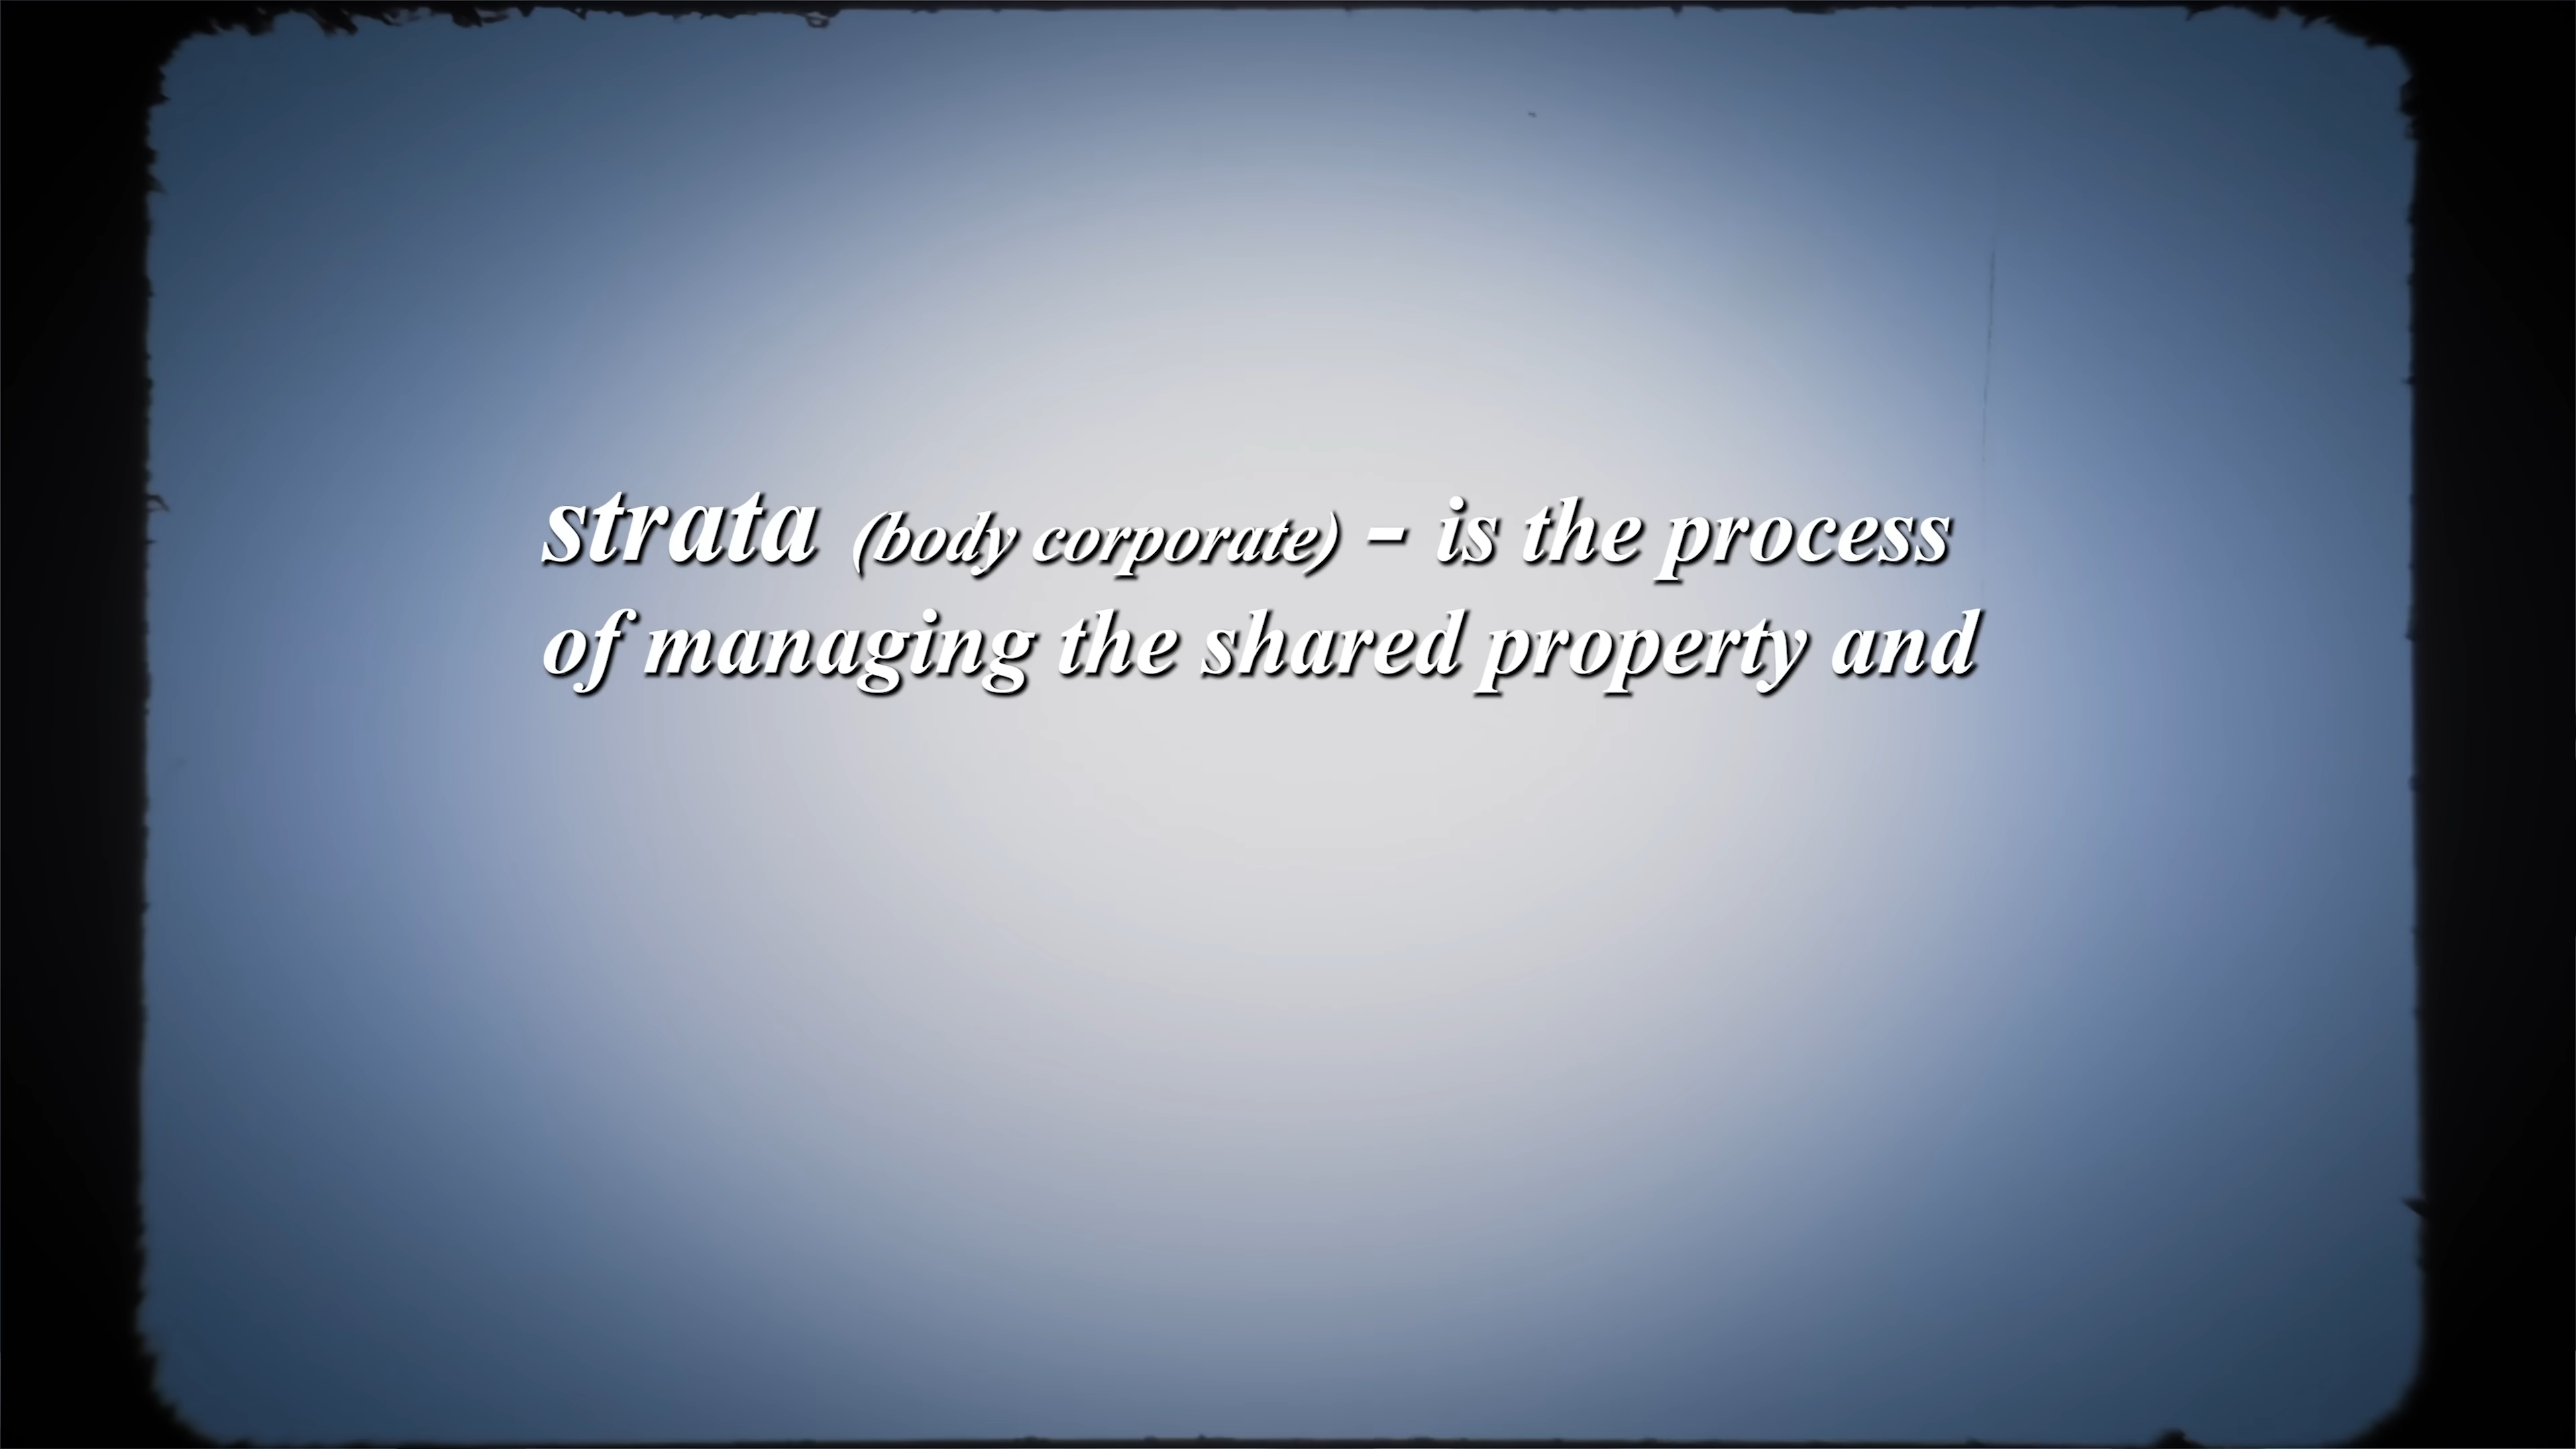 strata (body corporate) - is the process
of managing the shared property and